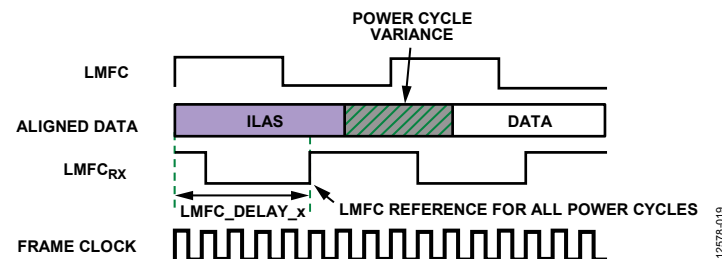 POWER CYCLE
VARIANCE
LMFC
ALIGNED DATA
ILAS
DATA
LMFCRX
LMFC_DELAY_x
LMFC REFERENCE FOR ALL POWER CYCLES
FRAME CLOCK
12578-019